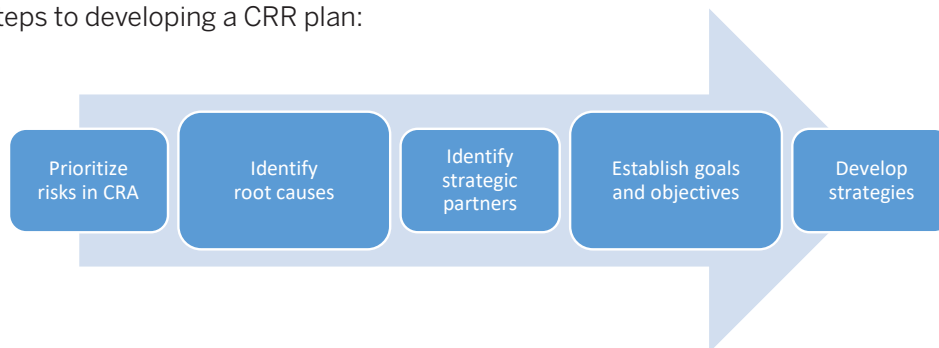 teps to developing a CRR plan:
Prioritize
risks in CRA
Identify
root causes
Identify
strategic
partners
Establish goals
and objectives
Develop
strategies